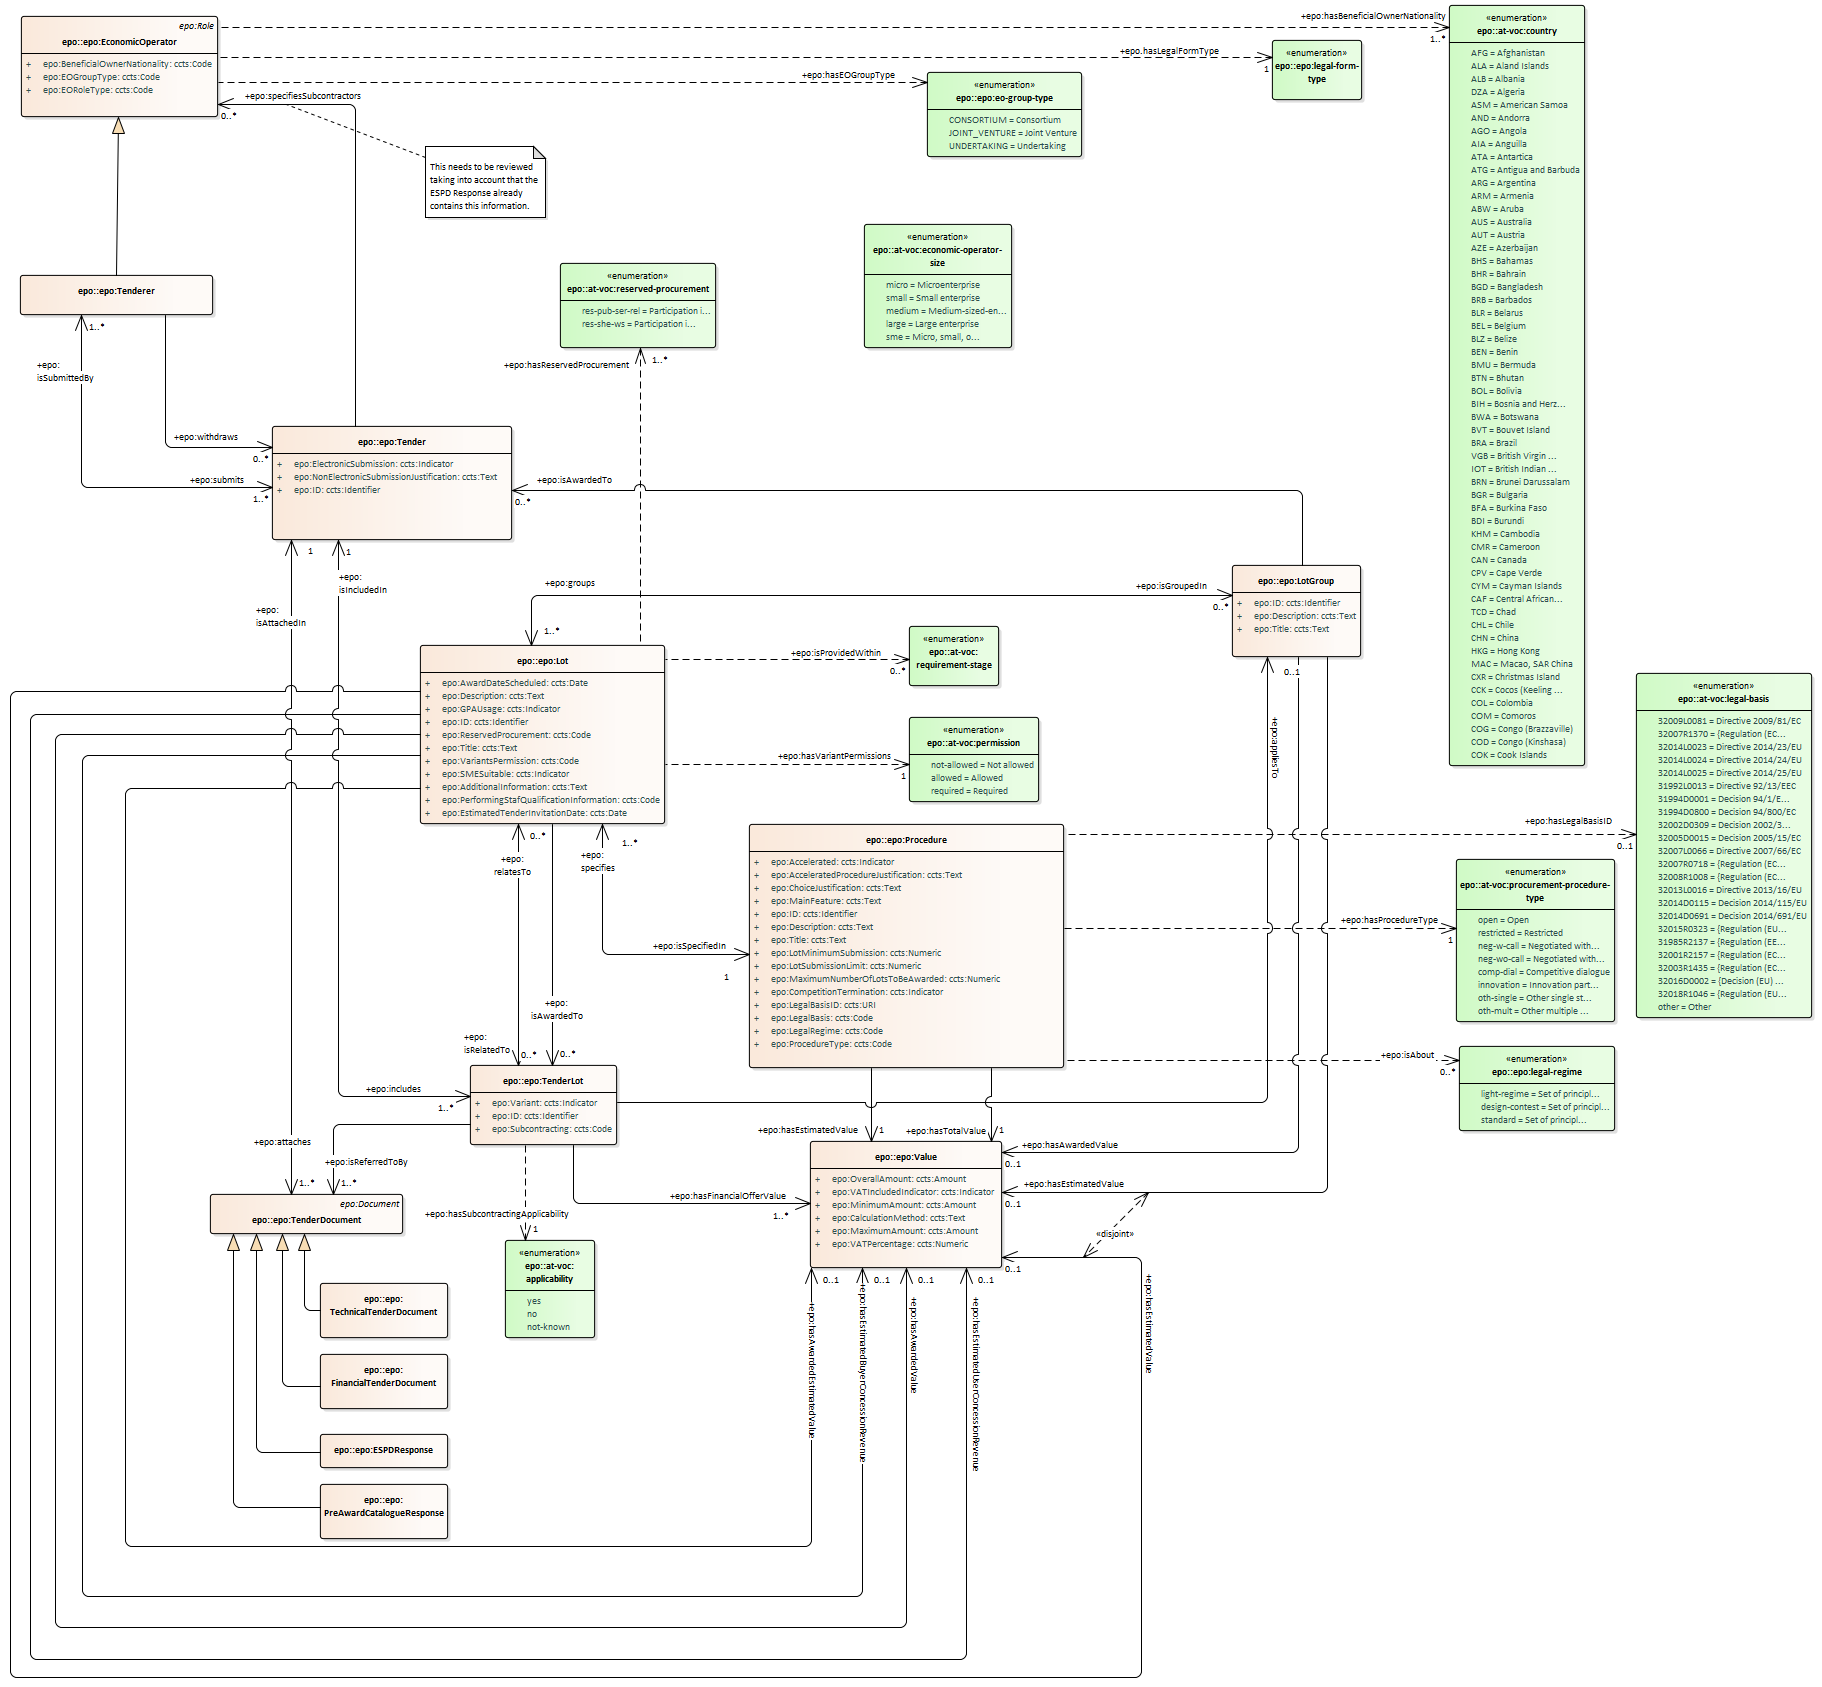 epo:Role
epo::epo:EconomicOperator
+ epo:BeneficialOwnerNationality: ccts:Code
+ epo:EOGroupType: ccts:Code
+ epo:EORoleType: ccts:Code
+epo:hasBeneficialOwnerNationality
1..*
+epo.hasLegalFormType
1
+epo:hasEOGroupType
+epo:specifiesSubcontractors
0..*
«enumeration»
epo::epo:legal-form-
type
«enumeration»
epo::epo:eo-group-type
CONSORTIUM = Consortium
JOINT_VENTURE = Joint Venture
UNDERTAKING = Undertaking
This needs to be reviewed
taking into account that the
ESPD Response already
contains this information.
«enumeration»
epo::at-voc:country
AFG = Afghanistan
ALA = Aland Islands
ALB = Albania
DZA = Algeria
ASM = American Samoa
AND = Andorra
AGO = Angola
AIA = Anguilla
ATA = Antartica
ATG = Antigua and Barbuda
ARG = Argentina
ARM = Armenia
ABW = Aruba
AUS = Australia
AUT = Austria
AZE = Azerbaijan
BHS = Bahamas
BHR = Bahrain
BGD = Bangladesh
BRB = Barbados
BLR = Belarus
BEL = Belgium
BLZ = Belize
BEN = Benin
BMU = Bermuda
BTN = Bhutan
BOL = Bolivia
BIH = Bosnia and Herz...
BWA = Botswana
BVT = Bouvet Island
BRA = Brazil
VGB = British Virgin ...
IOT = British Indian ...
BRN = Brunei Darussalam
BGR = Bulgaria
BFA = Burkina Faso
BDI = Burundi
KHM = Cambodia
CMR = Cameroon
CAN = Canada
CPV = Cape Verde
CYM = Cayman Islands
CAF = Central African...
TCD = Chad
CHL = Chile
CHN = China
HKG = Hong Kong
MAC = Macao, SAR China
CXR = Christmas Island
CCK = Cocos (Keeling ...
COL = Colombia
COM = Comoros
COG = Congo (Brazzaville)
COD = Congo (Kinshasa)
COK = Cook Islands
«enumeration»
epo::at-voc:economic-operator-
size
micro = Microenterprise
small = Small enterprise
medium = Medium-sized-en...
large = Large enterprise
sme = Micro, small, o...
«enumeration»
epo::at-voc:reserved-procurement
res-pub-ser-rel = Participation i...
res-she-ws = Participation i...
+epo:hasReservedProcurement
1..*
epo::epo:Tenderer
1..*
+epo:
isSubmittedBy
+epo:withdraws
0..*
+epo:submits
1..*
epo::epo:Tender
+ epo:ElectronicSubmission: ccts:Indicator
+ epo:NonElectronicSubmissionJustification: ccts:Text
+ epo:ID: ccts:Identifier
+epo:isAwardedTo
0..*
1
1
+epo:
isIncludedIn
+epo:
isAttachedIn
+epo:groups
1..*
+epo:isGroupedIn
0..*
epo::epo:LotGroup
+ epo:ID: ccts:Identifier
+ epo:Description: ccts:Text
+ epo:Title: ccts:Text
0..1
+epo:appliesTo
epo::epo:Lot
+ epo:AwardDateScheduled: ccts:Date
+ epo:Description: ccts:Text
+ epo:GPAUsage: ccts:Indicator
+ epo:ID: ccts:Identifier
+ epo:ReservedProcurement: ccts:Code
+ epo:Title: ccts:Text
+ epo:VariantsPermission: ccts:Code
+ epo:SMESuitable: ccts:Indicator
+ epo:AdditionalInformation: ccts:Text
+ epo:PerformingStafQualificationInformation: ccts:Code
+ epo:EstimatedTenderInvitationDate: ccts:Date
+epo:isProvidedWithin
0..*
«enumeration»
epo::at-voc:
requirement-stage
+epo:hasVariantPermissions
1
«enumeration»
epo::at-voc:permission
not-allowed = Not allowed
allowed = Allowed
required = Required
«enumeration»
epo::at-voc:legal-basis
32009L0081 = Directive 2009/81/EC
32007R1370 = {Regulation (EC...
32014L0023 = Directive 2014/23/EU
32014L0024 = Directive 2014/24/EU
32014L0025 = Directive 2014/25/EU
31992L0013 = Directive 92/13/EEC
31994D0001 = Decision 94/1/E...
31994D0800 = Decision 94/800/EC
32002D0309 = Decision 2002/3...
32005D0015 = Decision 2005/15/EC
32007L0066 = Directive 2007/66/EC
32007R0718 = {Regulation (EC...
32008R1008 = {Regulation (EC...
32013L0016 = Directive 2013/16/EU
32014D0115 = Decision 2014/115/EU
32014D0691 = Decision 2014/691/EU
32015R0323 = {Regulation (EU...
31985R2137 = {Regulation (EE...
32001R2157 = {Regulation (EC...
32003R1435 = {Regulation (EC...
32016D0002 = {Decision (EU) ...
32018R1046 = {Regulation (EU...
other = Other
+epo:hasLegalBasisID
0..1
0..*
+epo:
relatesTo
1..*
+epo:
specifies
+epo:isSpecifiedIn
1
epo::epo:Procedure
+ epo:Accelerated: ccts:Indicator
+ epo:AcceleratedProcedureJustification: ccts:Text
+ epo:ChoiceJustification: ccts:Text
+ epo:MainFeature: ccts:Text
+ epo:ID: ccts:Identifier
+ epo:Description: ccts:Text
+ epo:Title: ccts:Text
+ epo:LotMinimumSubmission: ccts:Numeric
+ epo:LotSubmissionLimit: ccts:Numeric
+ epo:MaximumNumberOfLotsToBeAwarded: ccts:Numeric
+ epo:CompetitionTermination: ccts:Indicator
+ epo:LegalBasisID: ccts:URI
+ epo:LegalBasis: ccts:Code
+ epo:LegalRegime: ccts:Code
+ epo:ProcedureType: ccts:Code
+epo:hasProcedureType
1
«enumeration»
epo::at-voc:procurement-procedure-
type
open = Open
restricted = Restricted
neg-w-call = Negotiated with...
neg-wo-call = Negotiated with...
comp-dial = Competitive dialogue
innovation = Innovation part...
oth-single = Other single st...
oth-mult = Other multiple ...
+epo:isAbout
0..*
«enumeration»
epo::epo:legal-regime
light-regime = Set of principl...
design-contest = Set of principl...
standard = Set of principl...
+epo:
isAwardedTo
0..*
+epo:
isRelatedTo
0..*
epo::epo:TenderLot
+ epo:Variant: ccts:Indicator
+ epo:ID: ccts:Identifier
+ epo:Subcontracting: ccts:Code
+epo:includes
1..*
+epo:attaches
1..*
+epo:isReferredToBy
1..*
+epo:hasEstimatedValue
1
+epo:hasTotalValue
1
+epo:hasAwardedValue
0..1
+epo:hasEstimatedValue
0..1
«disjoint»
0..1
+epo:hasEstimatedValue
epo::epo:Value
+ epo:OverallAmount: ccts:Amount
+ epo:VATIncludedIndicator: ccts:Indicator
+ epo:MinimumAmount: ccts:Amount
+ epo:CalculationMethod: ccts:Text
+ epo:MaximumAmount: ccts:Amount
+ epo:VATPercentage: ccts:Numeric
+epo:hasFinancialOfferValue
1..*
+epo:hasSubcontractingApplicability
1
«enumeration»
epo::at-voc:
applicability
yes
no
not-known
epo:Document
epo::epo:TenderDocument
epo::epo:
TechnicalTenderDocument
epo::epo:
FinancialTenderDocument
epo::epo:ESPDResponse
epo::epo:
PreAwardCatalogueResponse
0..1
+epo:hasAwardedEstimatedValue
0..1
+epo:hasEstimatedBuyerConcessionRevenue
0..1
+epo:hasAwardedValue
0..1
+epo:hasEstimatedUserConcessionRevenue